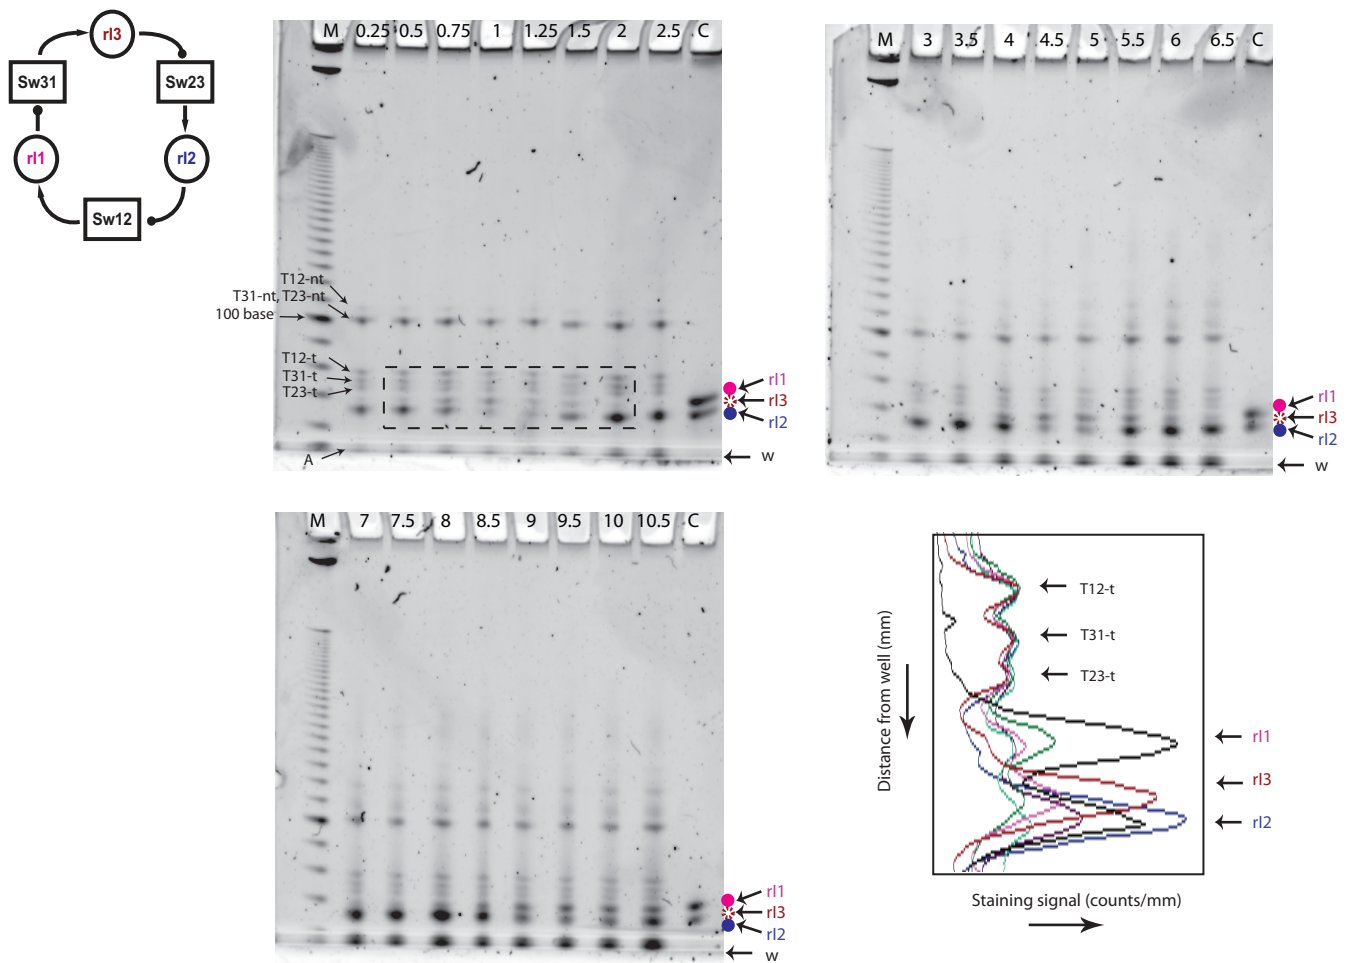 rI3
Sw31
Sw23
rI1
rI2
Sw12
M 0.25 0.5 0.75 1 1.25 1.5 2 2.5 C
T12-nt
T31-nt, T23-nt
100 base
T12-t
T31-t
T23-t
A
rI1
rI3
rI2
w
M 3 3.5 4 4.5 5 5.5 6 6.5 C
rI1
rI3
rI2
w
M 7 7.5 8 8.5 9 9.5 10 10.5 C
rI1
rI3
rI2
w
Distance from well (mm)
T12-t
T31-t
T23-t
rI1
rI3
rI2
Staining signal (counts/mm)